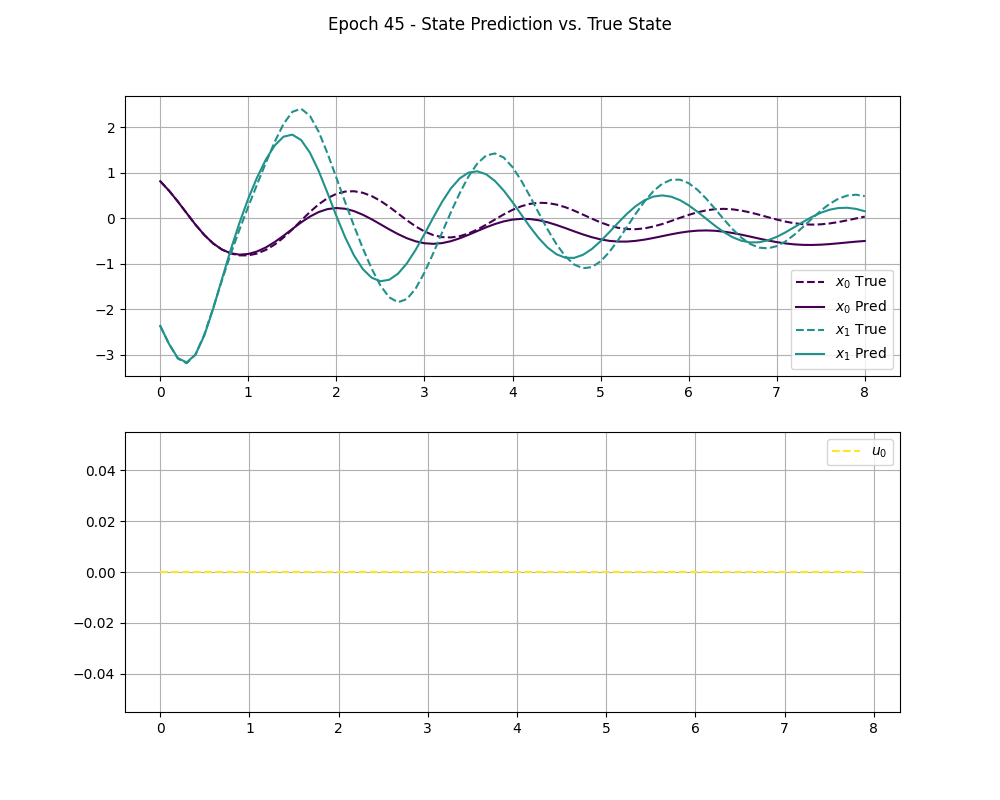 Epoch 45 - State Prediction vs. True State
2
1
0
−1
−2
−3
x₀ True
x₀ Pred
x₁ True
x₁ Pred
0 1 2 3 4 5 6 7 8
0.04
0.02
0.00
−0.02
−0.04
u₀
0 1 2 3 4 5 6 7 8